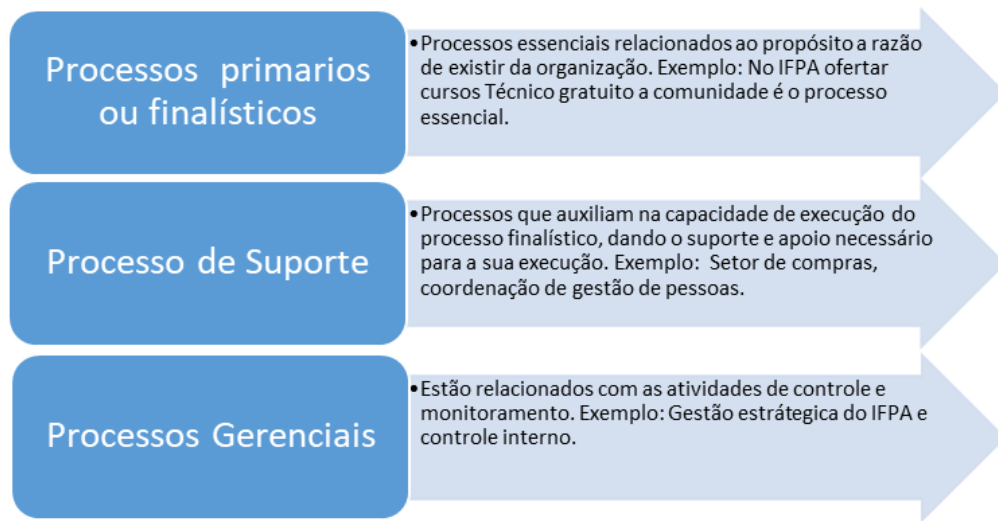 Processos primarios
ou finalísticos
•Processos essenciais relacionados ao propósito a razão
de existir da organização. Exemplo: No IFPA ofertar
cursos Técnico gratuito a comunidade é o processo
essencial.
Processo de Suporte
•Processos que auxiliam na capacidade de execução do
processo finalístico, dando o suporte e apoio necessário
para a sua execução. Exemplo: Setor de compras,
coordenação de gestão de pessoas.
Processos Gerenciais
•Estão relacionados com as atividades de controle e
monitoramento. Exemplo: Gestão estrátegica do IFPA e
controle interno.